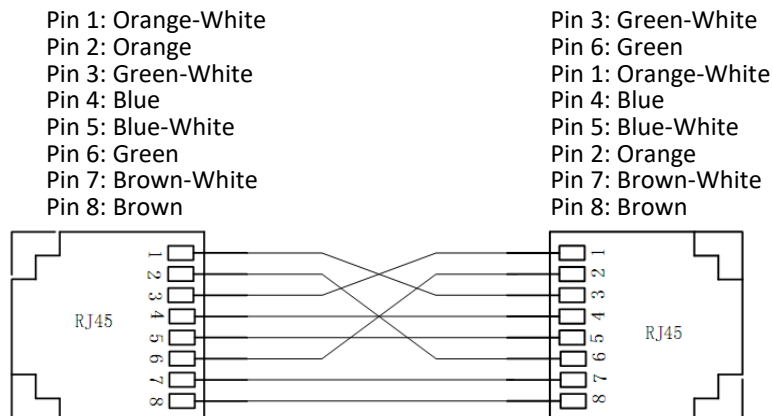 Pin 1: Orange-White
Pin 2: Orange
Pin 3: Green-White
Pin 4: Blue
Pin 5: Blue-White
Pin 6: Green
Pin 7: Brown-White
Pin 8: Brown
Pin 3: Green-White
Pin 6: Green
Pin 1: Orange-White
Pin 4: Blue
Pin 5: Blue-White
Pin 2: Orange
Pin 7: Brown-White
Pin 8: Brown
RJ45
1
2
3
4
5
6
7
8
1
2
3
4
5
6
7
8
RJ45